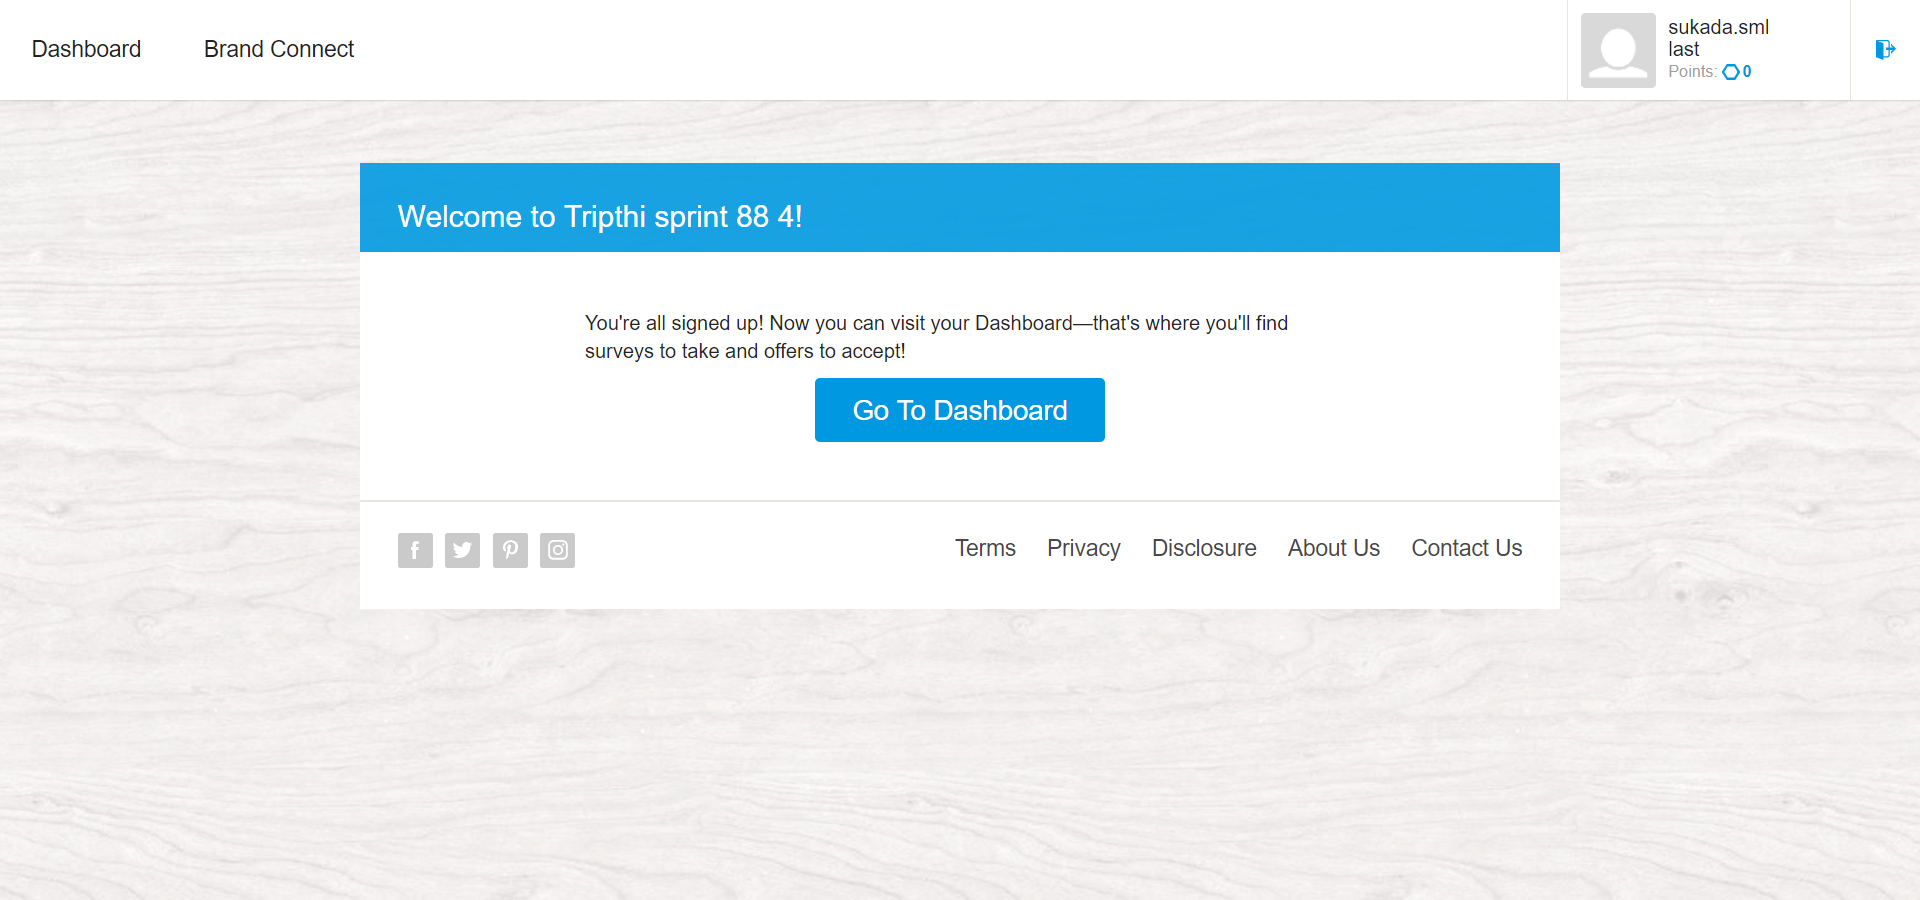 Dashboard
Brand Connect
sukada.sml
last
Points: 0
Welcome to Tripthi sprint 88 4!
You're all signed up! Now you can visit your Dashboard—that's where you'll find
surveys to take and offers to accept!
Go To Dashboard
Terms
Privacy
Disclosure
About Us
Contact Us